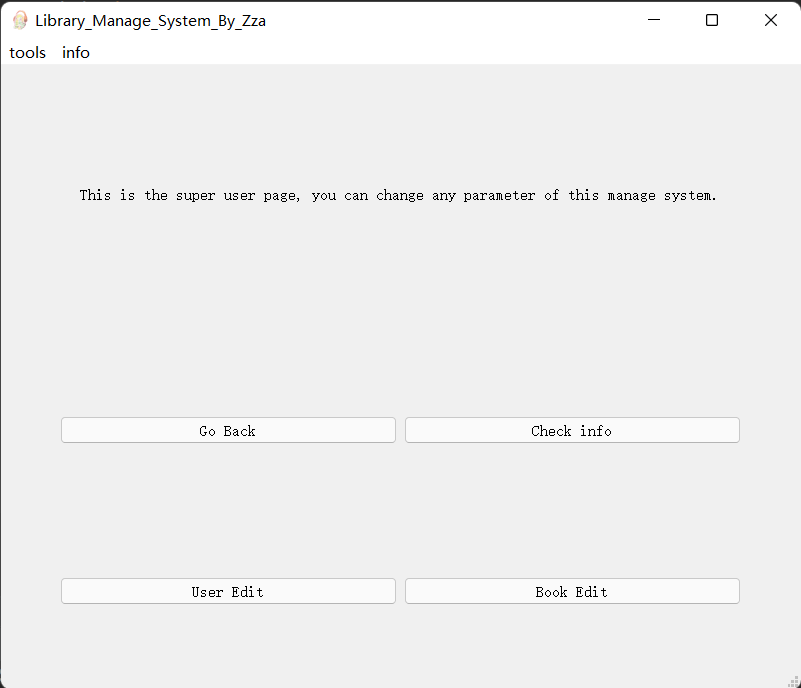 Library_Manage_System_By_Zza
tools info
This is the super user page, you can change any parameter of this manage system.
Go Back Check info
User Edit Book Edit